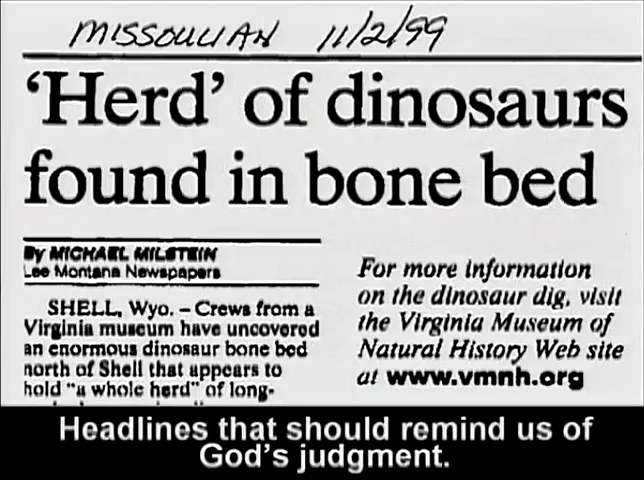 MISSOULIAN 11/2/99
‘Herd’ of dinosaurs
found in bone bed
By MICHAEL MILSTEIN
Lee Montana Newspapers
SHELL, Wyo. – Crews from a
Virginia museum have uncovered
an enormous dinosaur bone bed
north of Shell that appears to
hold "a whole herd" of long-
For more information
on the dinosaur dig, visit
the Virginia Museum of
Natural History Web site
at www.vmnh.org
Headlines that should remind us of
God's judgment.